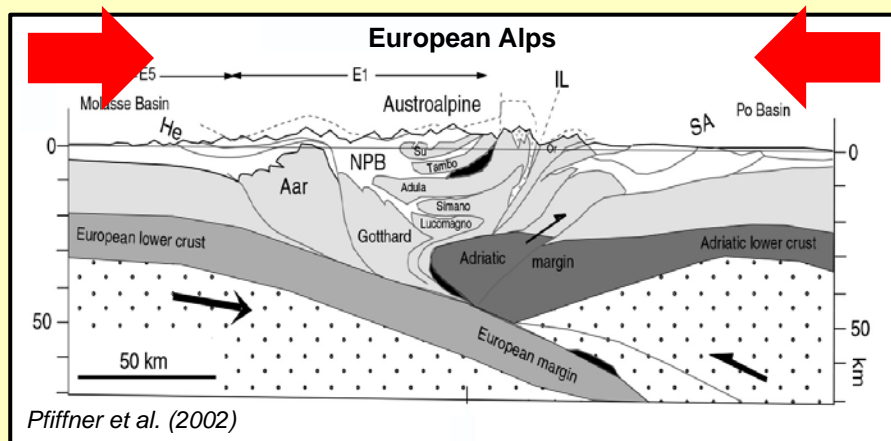 European Alps
E5
E1
IL
Molasse Basin
Austroalpine
Po Basin
He
SA
0
0
Su
Or
NPB
Tambo
Aar
Adula
Simano
Lucomagno
Gotthard
European lower crust
Adriatic margin
Adriatic lower crust
50
50
km
European margin
50 km
Pfiffner et al. (2002)